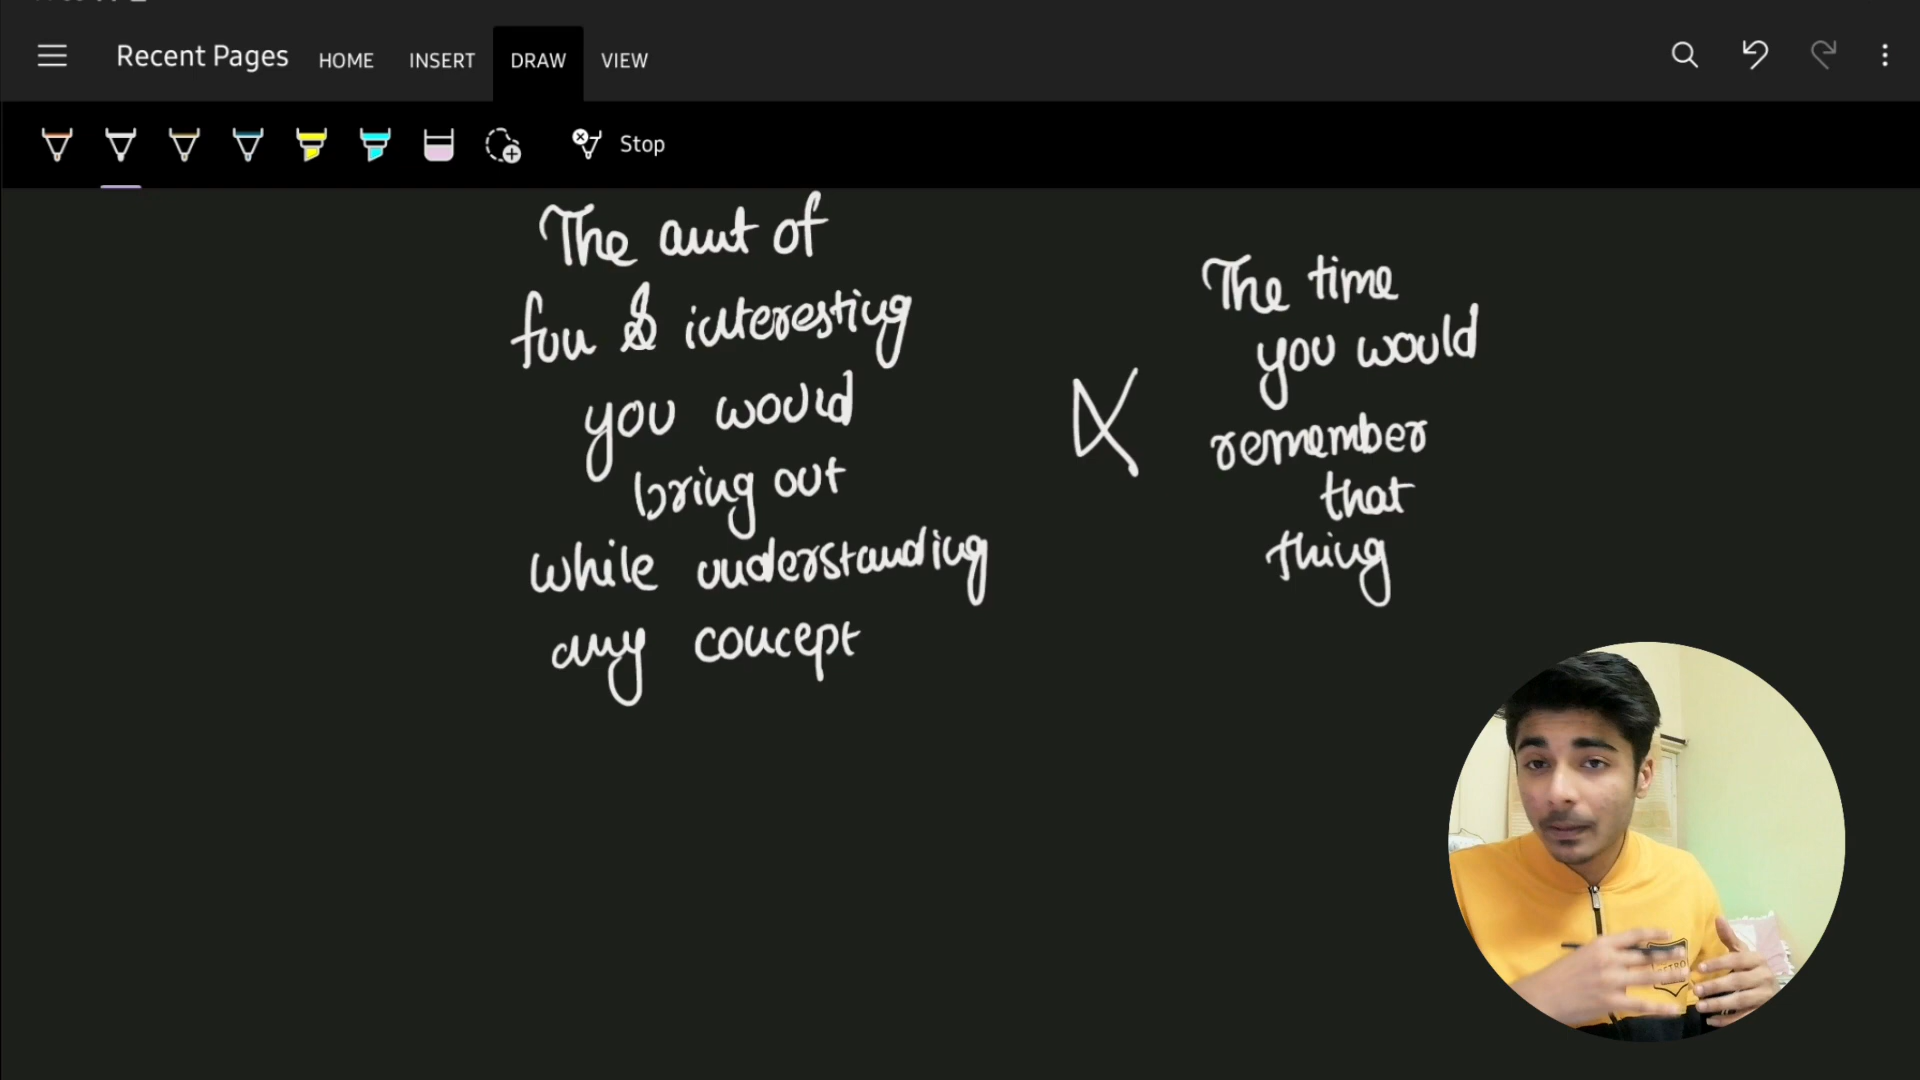 Recent Pages HOME INSERT DRAW VIEW
Stop
The amt of
fun & interesting
you would
bring out
while understanding
any concept
∝
The time
you would
remember
that
thing